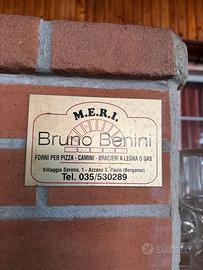 M.E.R.I.
Bruno Benini
FORNI PER PIZZA - CAMINI - BRACIERI A LEGNA O GAS
Villaggio Sereno, 1 - Azzano S. Paolo (Bergamo)
Tel. 035/530289
subito